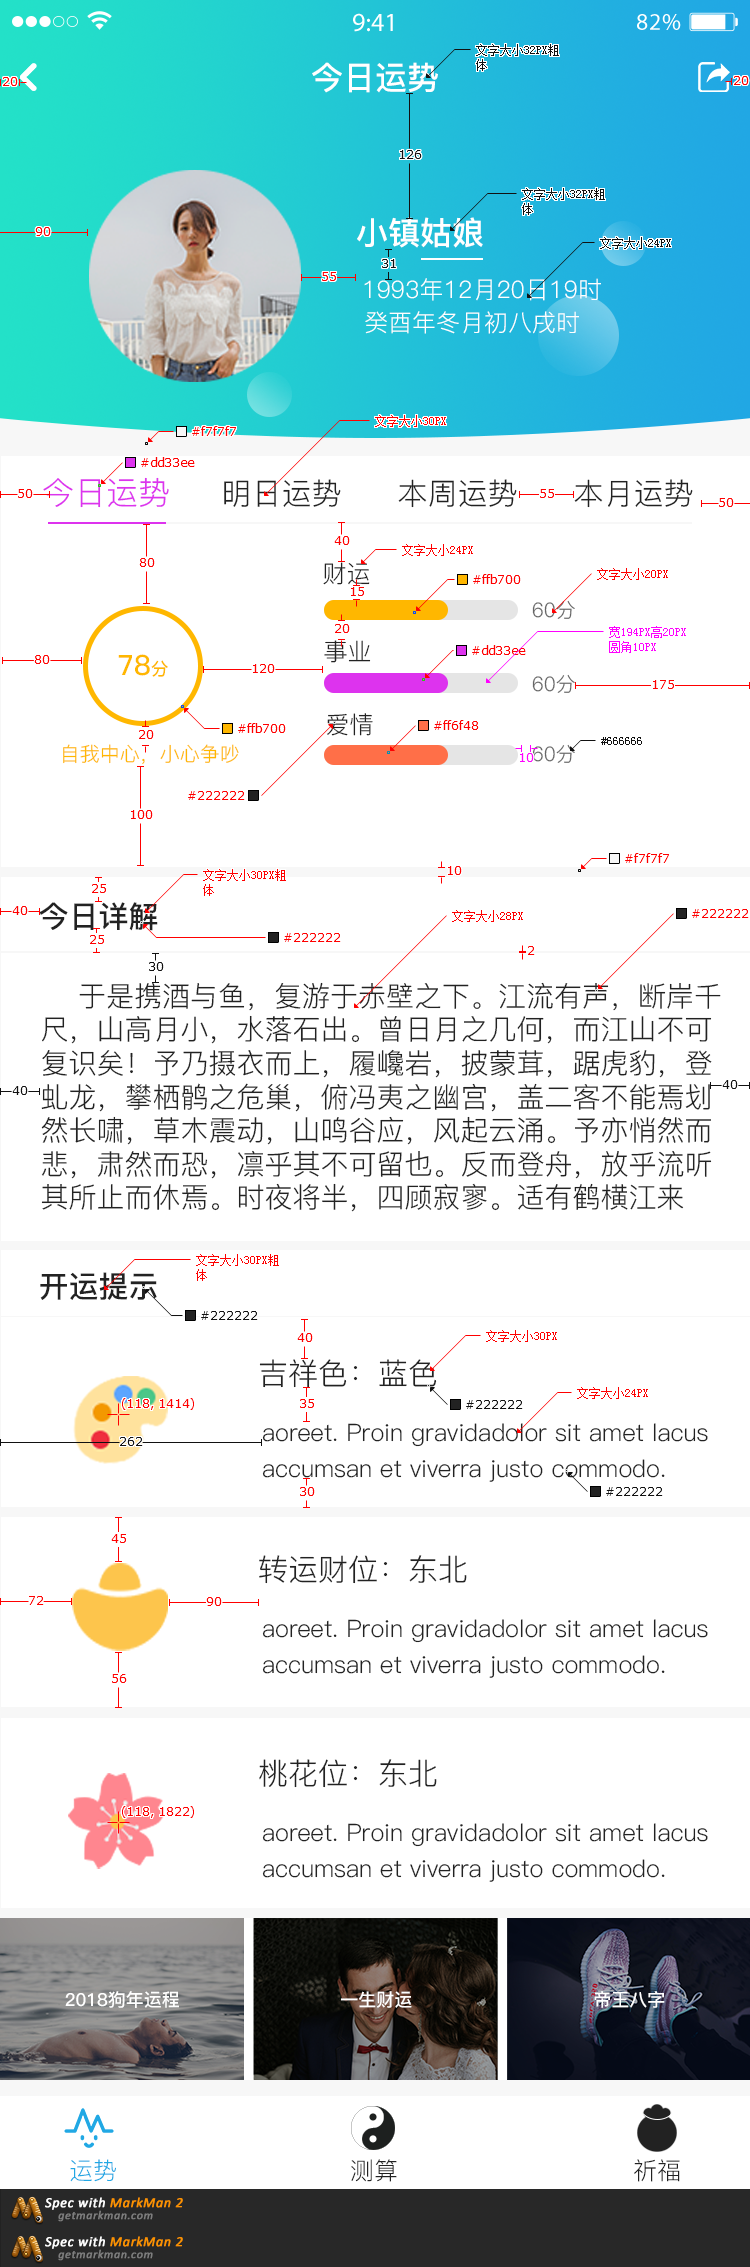 9:41
82%
今日运势
文字大小32PX粗
体
20
20
126
文字大小32PX粗
体
90
小镇姑娘
文字大小24PX
31
55
1993年12月20日19时
癸酉年冬月初八戌时
#f7f7f7
文字大小30PX
#dd33ee
50
今日运势
明日运势
本周运势
55
本月运势
50
80
40
文字大小24PX
财运
#ffb700
文字大小20PX
15
60分
20
宽194PX高20PX
圆角10PX
事业
#dd33ee
80
78分
120
60分
175
爱情
#ff6f48
#ffb700
20
#666666
自我中心，小心争吵
10
60分
#222222
100
#f7f7f7
10
25
文字大小30PX粗
体
40
今日详解
文字大小28PX
#222222
25
#222222
2
30
于是携酒与鱼，复游于赤壁之下。江流有声，断岸千
尺，山高月小，水落石出。曾日月之几何，而江山不可
复识矣！予乃摄衣而上，履巉岩，披蒙茸，踞虎豹，登
虬龙，攀栖鹘之危巢，俯冯夷之幽宫，盖二客不能焉划
然长啸，草木震动，山鸣谷应，风起云涌。予亦悄然而
悲，肃然而恐，凛乎其不可留也。反而登舟，放乎流听
其所止而休焉。时夜将半，四顾寂寥。适有鹤横江来
40
40
文字大小30PX粗
体
开运提示
#222222
40
文字大小30PX
吉祥色：蓝色
(118, 1414)
35
#222222
文字大小24PX
262
aoreet. Proin gravidadolor sit amet lacus
accumsan et viverra justo commodo.
30
#222222
45
转运财位：东北
72
90
aoreet. Proin gravidadolor sit amet lacus
accumsan et viverra justo commodo.
56
桃花位：东北
(118, 1822)
aoreet. Proin gravidadolor sit amet lacus
accumsan et viverra justo commodo.
2018狗年运程
一生财运
帝王八字
运势
测算
祈福
Spec with MarkMan 2
getmarkman.com
Spec with MarkMan 2
getmarkman.com